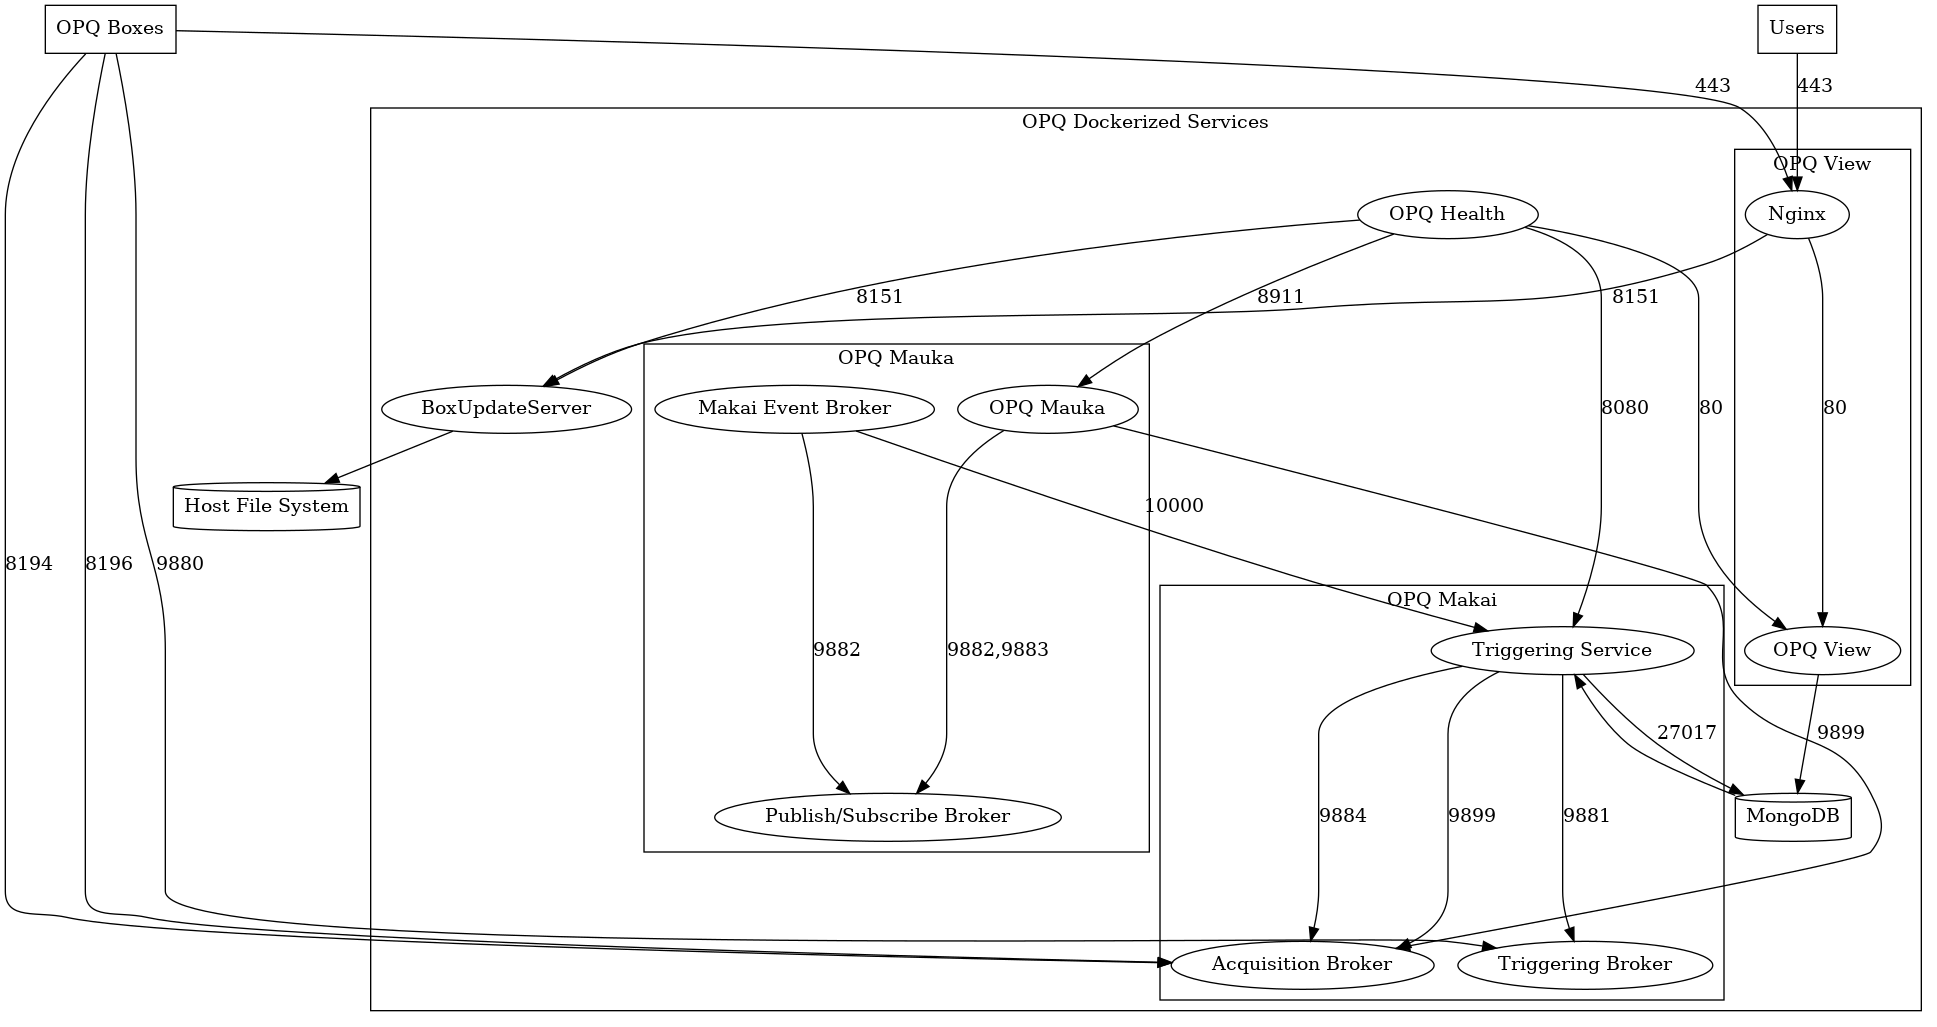 OPQ Boxes
Users
443
443
OPQ Dockerized Services
OPQ View
OPQ Health
Nginx
8151
8911
8151
OPQ Mauka
BoxUpdateServer
Makai Event Broker
OPQ Mauka
8080
80
80
Host File System
10000
8194
8196
9880
OPQ Makai
9882
9882,9883
Triggering Service
OPQ View
27017
9899
Publish/Subscribe Broker
9884
9899
9881
MongoDB
Acquisition Broker
Triggering Broker